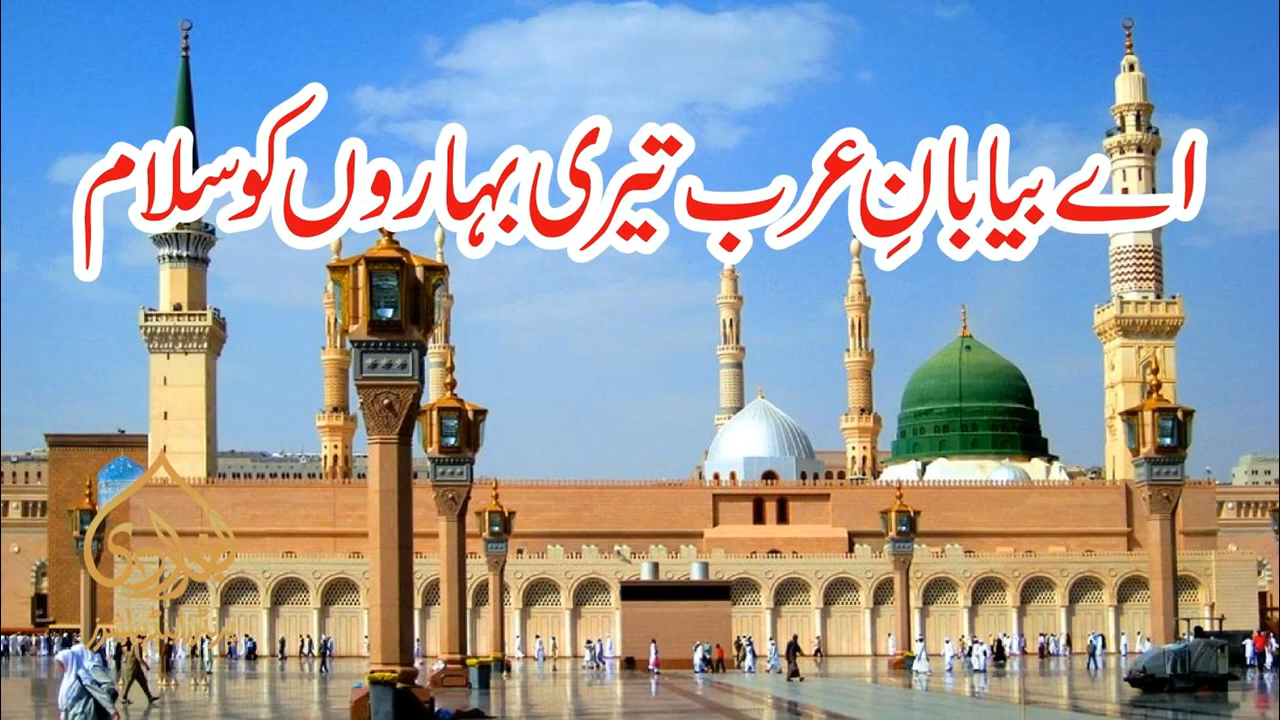 اے بیابانِ عرب تیری بہاروں کو سلام